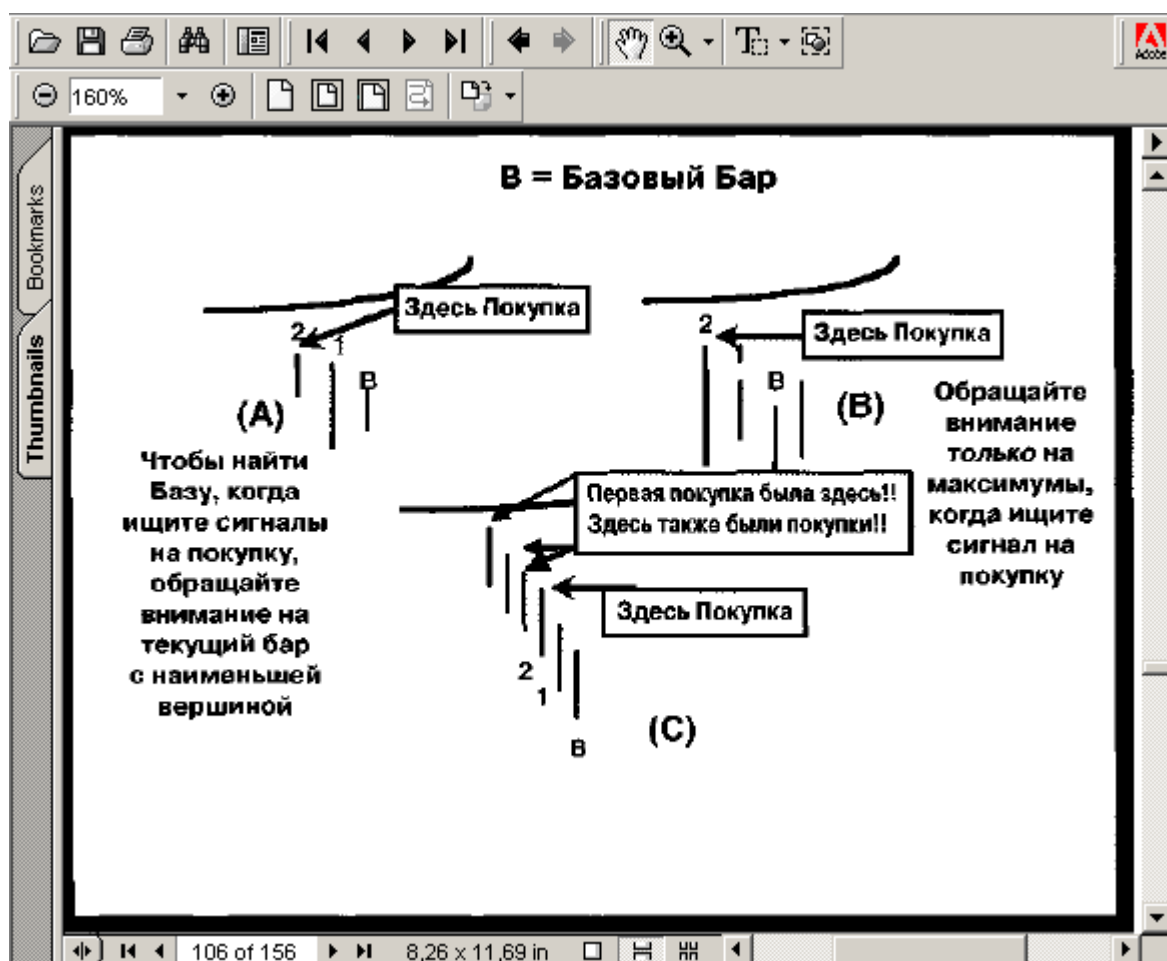 Adobe
160%
Bookmarks
Thumbnails
B = Базовый Бар
Здесь Покупка
2
1
B
(A)
Чтобы найти
Базу, когда
ищите сигналы
на покупку,
обращайте
внимание на
текущий бар
с наименьшей
вершиной
2
Здесь Покупка
B
(B)
Обращайте
внимание
только на
максимумы,
когда ищите
сигнал на
покупку
Первая покупка была здесь!!
Здесь также были покупки!!
Здесь Покупка
2
1
B
(C)
106 of 156
8,26 x 11,69 in